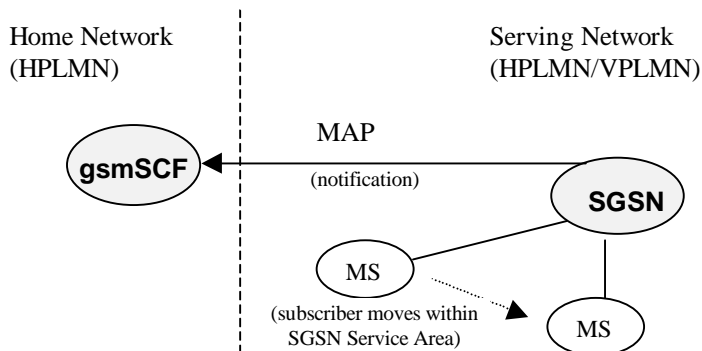 Home Network
(HPLMN)
Serving Network
(HPLMN/VPLMN)
MAP
gsmSCF
(notification)
SGSN
MS
(subscriber moves within
SGSN Service Area)
MS